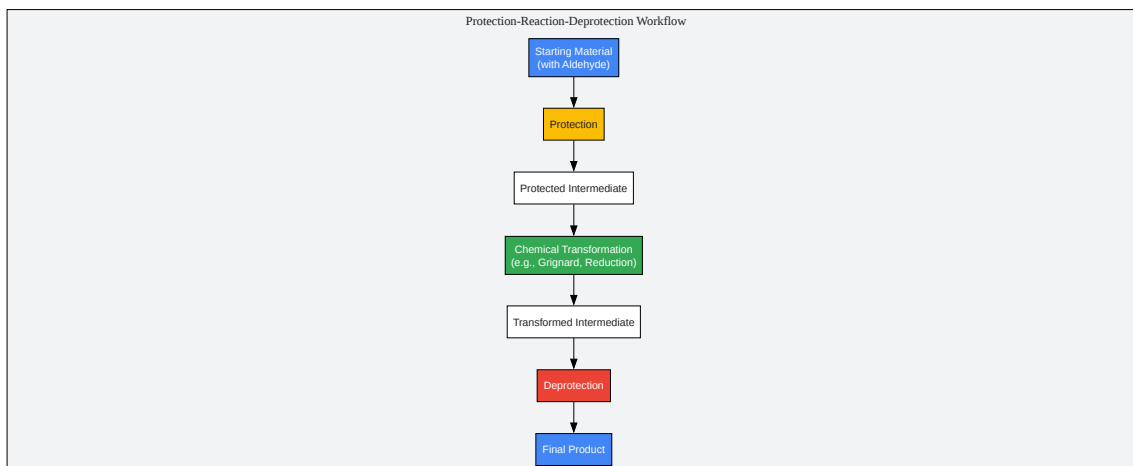 Protection-Reaction-Deprotection Workflow
Starting Material
(with Aldehyde)
Protection
Protected Intermediate
Chemical Transformation
(e.g., Grignard, Reduction)
Transformed Intermediate
Deprotection
Final Product